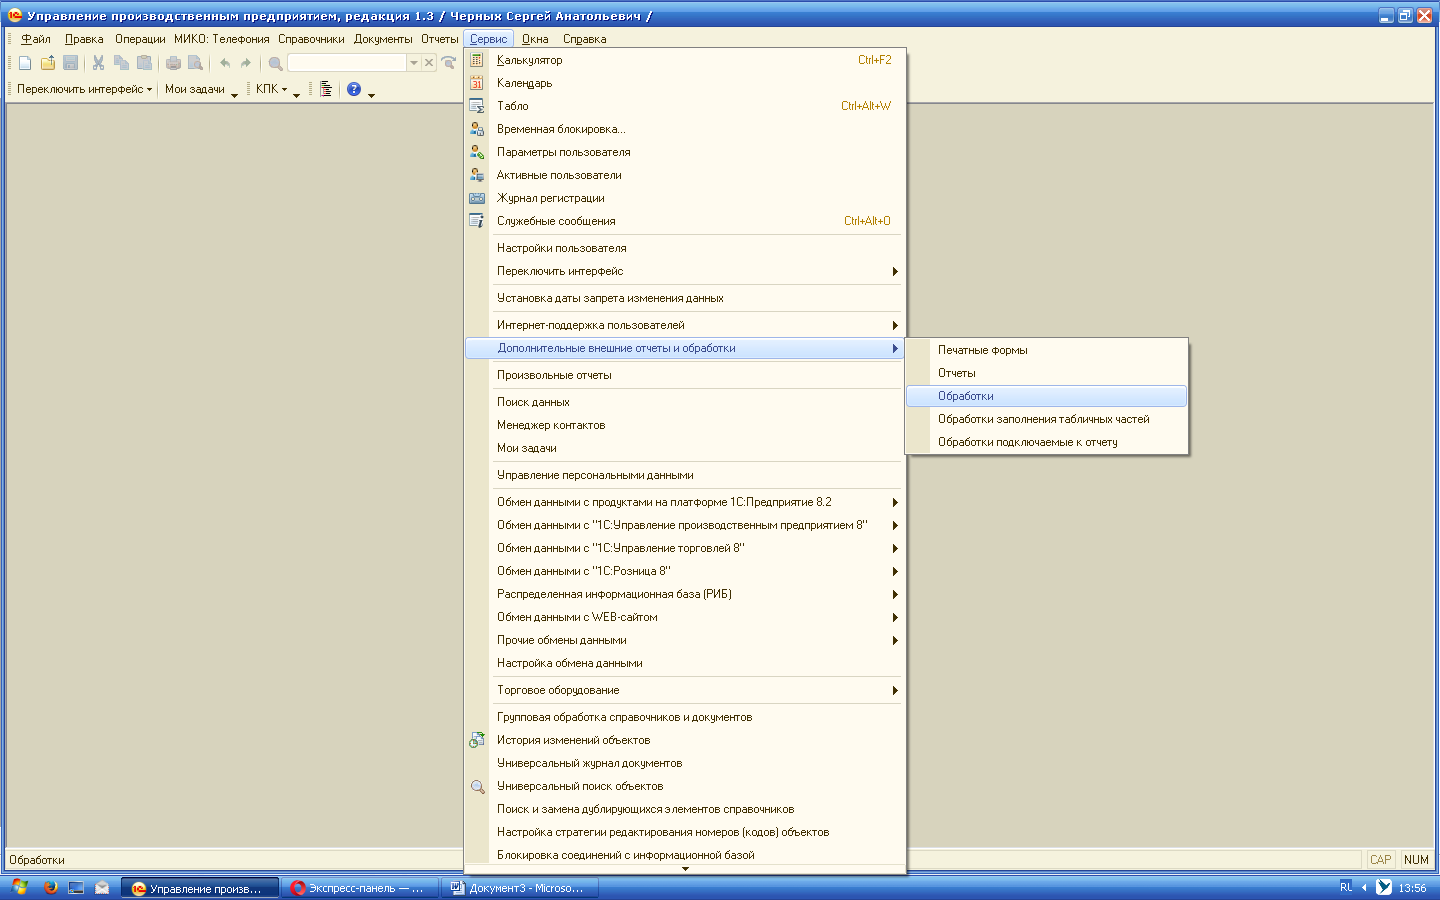 Управление производственным предприятием, редакция 1.3 / Черных Сергей Анатольевич /
Файл Правка Операции МИКО: Телефония Справочники Документы Отчеты Сервис Окна Справка
Переключить интерфейс Мои задачи КПК
Калькулятор Ctrl+F2
Календарь
Табло Ctrl+Alt+W
Временная блокировка...
Параметры пользователя
Активные пользователи
Журнал регистрации
Служебные сообщения Ctrl+Alt+O
Настройки пользователя
Переключить интерфейс
Установка даты запрета изменения данных
Интернет-поддержка пользователей
Дополнительные внешние отчеты и обработки
Печатные формы
Отчеты
Обработки
Обработки заполнения табличных частей
Обработки подключаемые к отчету
Произвольные отчеты
Поиск данных
Менеджер контактов
Мои задачи
Управление персональными данными
Обмен данными с продуктами на платформе 1С:Предприятие 8.2
Обмен данными с "1С:Управление производственным предприятием 8"
Обмен данными с "1С:Управление торговлей 8"
Обмен данными с "1С:Розница 8"
Распределенная информационная база (РИБ)
Обмен данными с WEB-сайтом
Прочие обмены данными
Настройка обмена данными
Торговое оборудование
Групповая обработка справочников и документов
История изменений объектов
Универсальный журнал документов
Универсальный поиск объектов
Поиск и замена дублирующихся элементов справочников
Настройка стратегии редактирования номеров (кодов) объектов
Блокировка соединений с информационной базой
Обработки CAP NUM
Управление произв... Экспресс-панель — ... Документ3 - Microso... RU 13:56